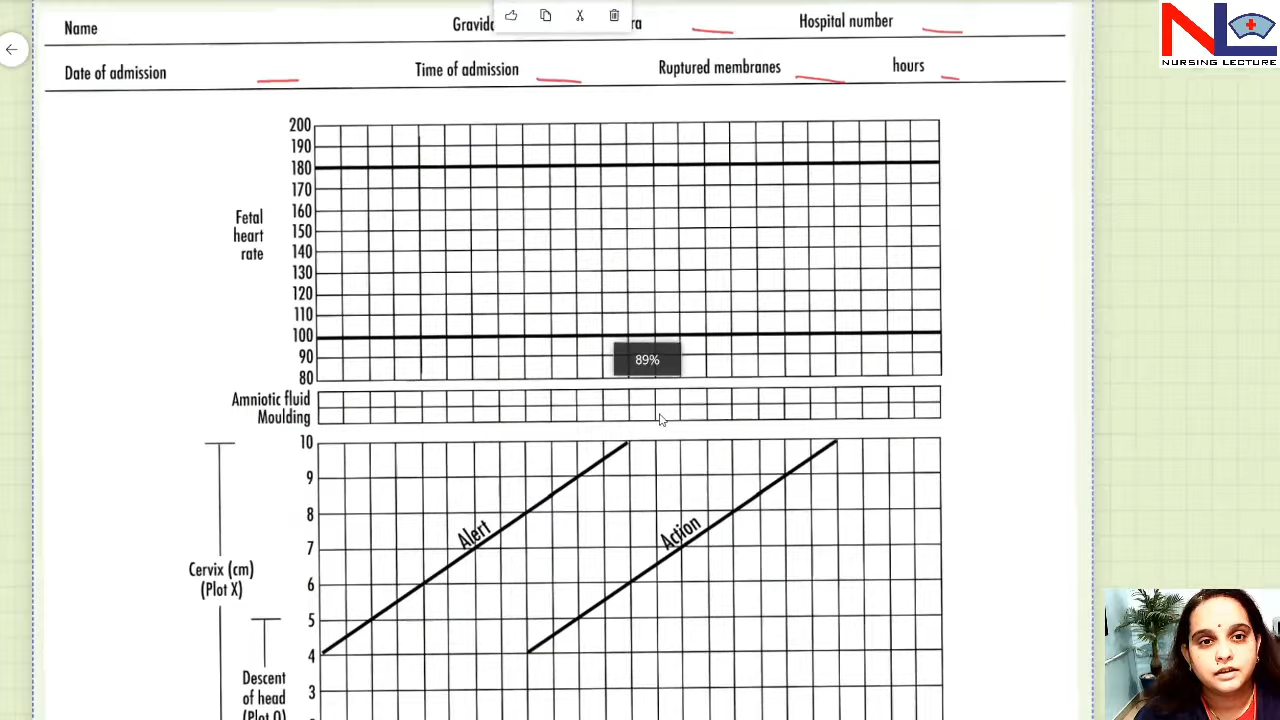 Name Gravida ra Hospital number
Date of admission Time of admission Ruptured membranes hours
NL
NURSING LECTURE
200
190
180
170
160
Fetal
heart
rate
150
140
130
120
110
100
90
80
89%
Amniotic fluid
Moulding
10
9
8
7
6
5
4
3
Alert
Action
Cervix (cm)
(Plot X)
Descent
of head
(Plot O)